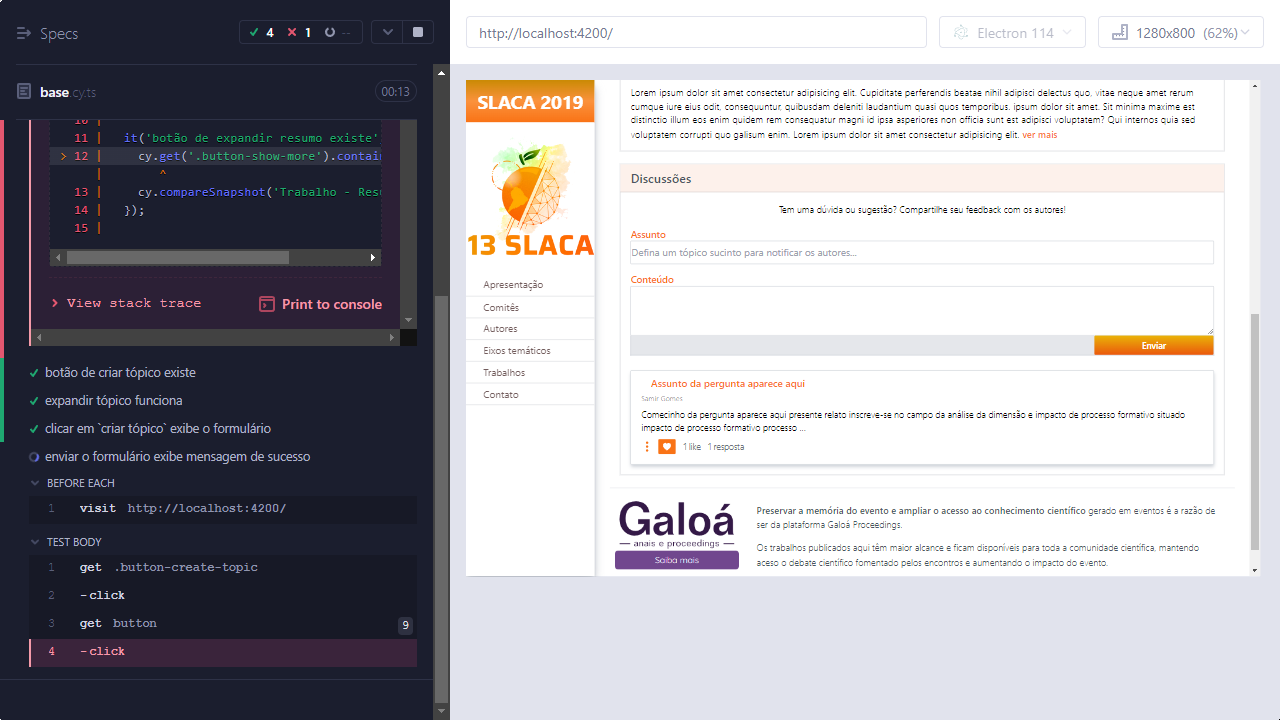 Specs
4
1
--
base.cy.ts
00:13
10 |
11 | it('botão de expandir resumo existe'
> 12 | cy.get('.button-show-more').contain
| ^
13 | cy.compareSnapshot('Trabalho - Res
14 | });
15 |
View stack trace
Print to console
botão de criar tópico existe
expandir tópico funciona
clicar em `criar tópico` exibe o formulário
enviar o formulário exibe mensagem de sucesso
BEFORE EACH
1 visit http://localhost:4200/
TEST BODY
1 get .button-create-topic
2 -click
3 get button 9
4 -click
http://localhost:4200/
Electron 114
1280x800 (62%)
SLACA 2019
13 SLACA
Apresentação
Comitês
Autores
Eixos temáticos
Trabalhos
Contato
Lorem ipsum dolor sit amet consectetur adipisicing elit. Cupiditate perferendis beatae nihil adipisci delectus quo, vitae neque amet rerum
cumque iure eius odit, consequuntur, quibusdam deleniti laudantium quasi quos temporibus. ipsum dolor sit amet. Sit minima maxime est
distinctio illum eos enim quidem rem consequatur magni id ipsa asperiores non officia sunt est adipisci voluptatem? Qui internos quia sed
voluptatem corrupti quo galisum enim. Lorem ipsum dolor sit amet consectetur adipisicing elit. ver mais
Discussões
Tem uma dúvida ou sugestão? Compartilhe seu feedback com os autores!
Assunto
Defina um tópico sucinto para notificar os autores...
Conteúdo
Enviar
Assunto da pergunta aparece aqui
Samir Gomes
Comecinho da pergunta aparece aqui presente relato inscreve-se no campo da análise da dimensão e impacto de processo formativo situado
impacto de processo formativo processo ...
1 like 1 resposta
Galoá
anais e proceedings
Saiba mais
Preservar a memória do evento e ampliar o acesso ao conhecimento científico gerado em eventos é a razão de
ser da plataforma Galoá Proceedings.
Os trabalhos publicados aqui têm maior alcance e ficam disponíveis para toda a comunidade científica, mantendo
aceso o debate científico fomentado pelos encontros e aumentando o impacto do evento.